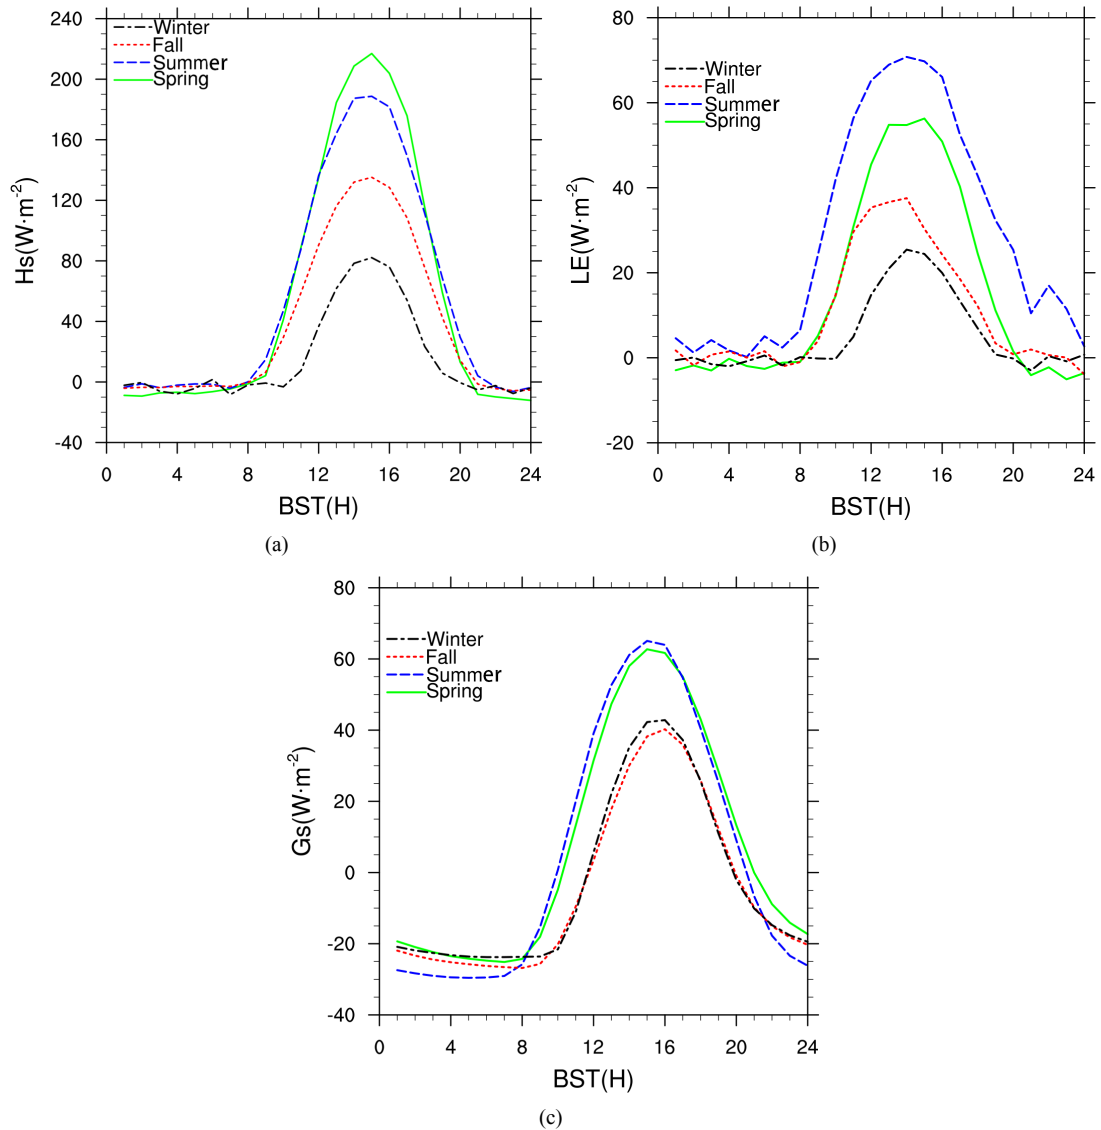 240
200
160
120
80
40
0
-40
Hs(W·m-2)
Winter
Fall
Summer
Spring
0 4 8 12 16 20 24
BST(H)
(a)
80
60
40
20
0
-20
LE(W·m-2)
Winter
Fall
Summer
Spring
0 4 8 12 16 20 24
BST(H)
(b)
80
60
40
20
0
-20
-40
Gs(W·m-2)
Winter
Fall
Summer
Spring
0 4 8 12 16 20 24
BST(H)
(c)